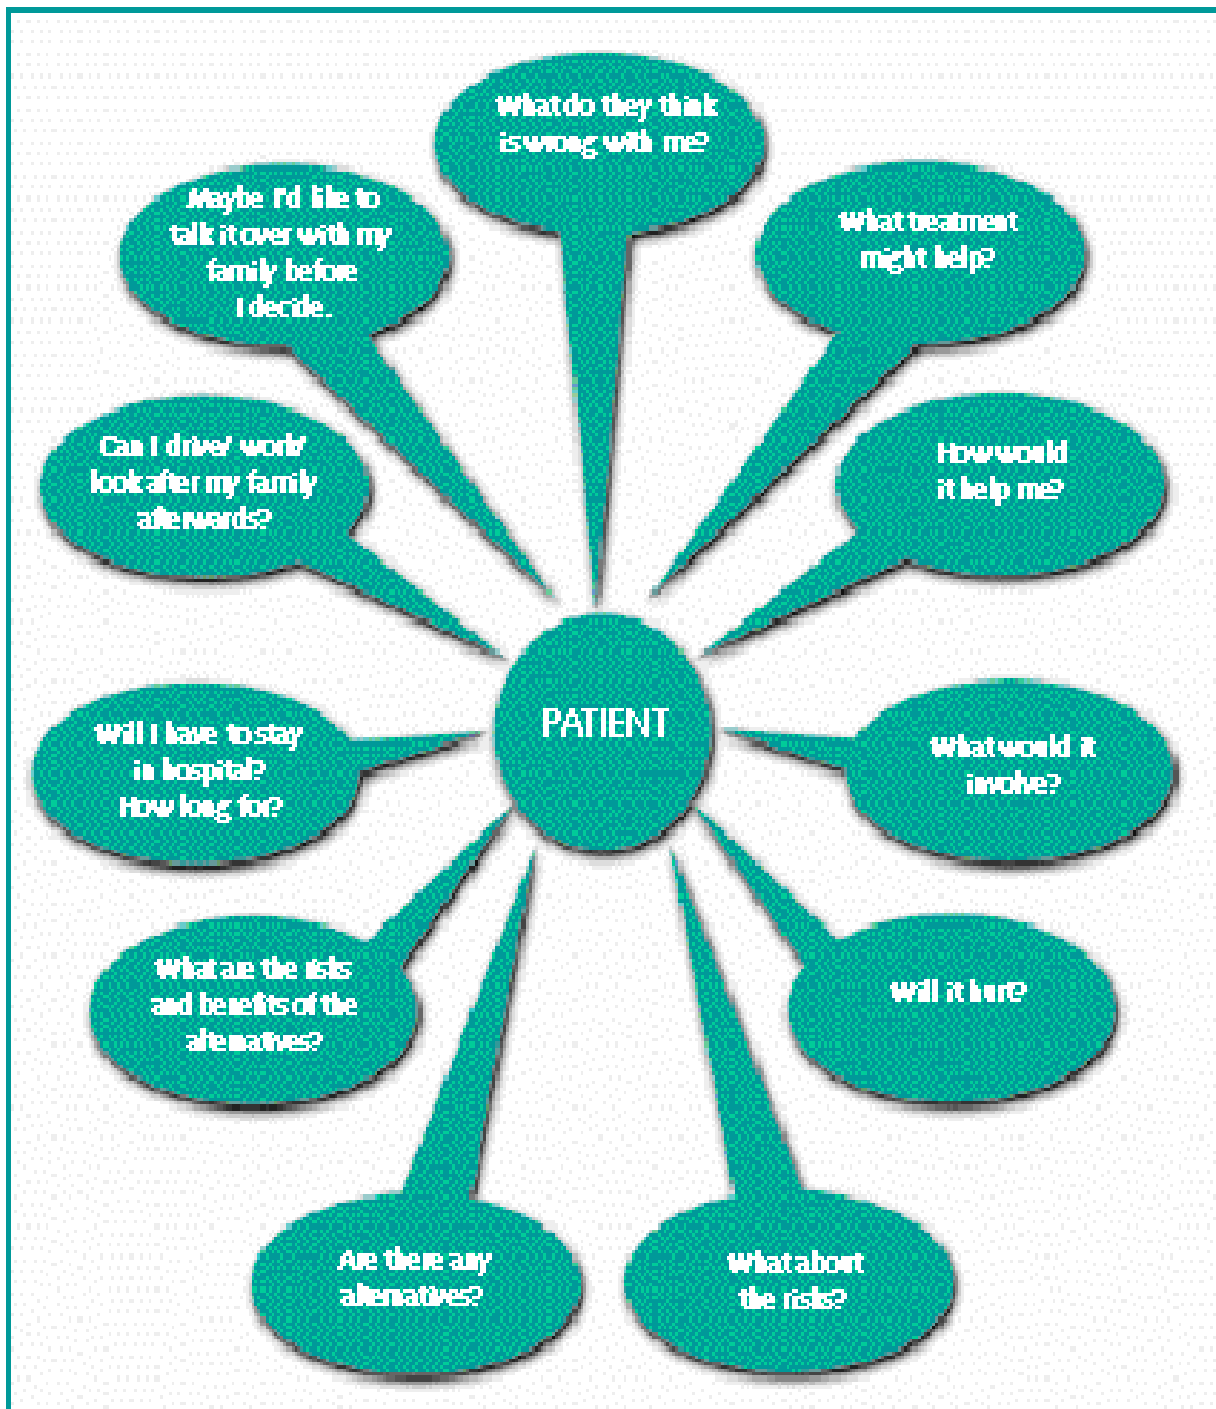 What do they think
is wrong with me?
What treatment
might help?
How would
it help me?
What would it
involve?
Will it hurt?
What about
the risks?
Are there any
alternatives?
What are the risks
and benefits of the
alternatives?
Will I have to stay
in hospital?
How long for?
Can I drive/ work/
look after my family
afterwards?
Maybe I'd like to
talk it over with my
family before
I decide.
PATIENT